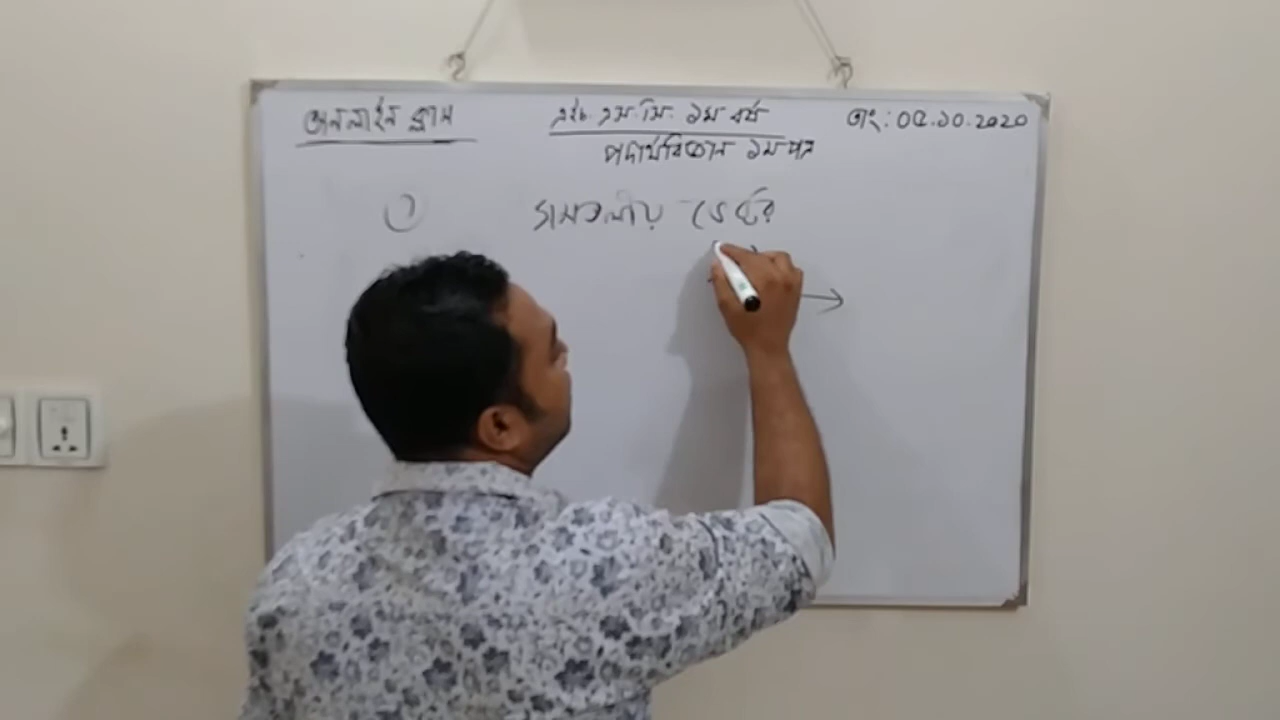 অনলাইন ক্লাস
এইচ.এস.সি. ১ম বর্ষ
তাং: ০৫.১০.২০২০
পদার্থবিজ্ঞান ১ম পত্র
সমতলীয় ভেক্টর